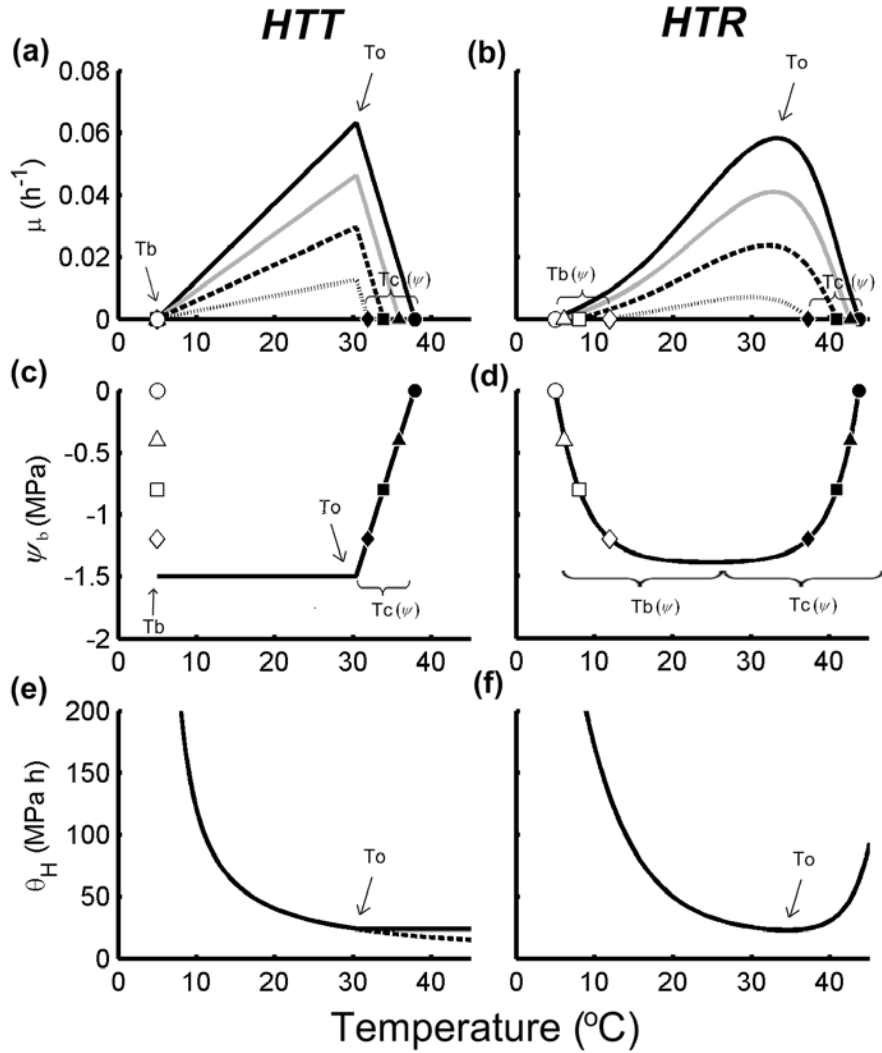 HTT HTR
(a) (b)
To To
0.08
0.06
0.04
0.02
0
μ (h⁻¹)
Tb
Tc(ψ)
Tb(ψ)
Tc(ψ)
0 10 20 30 40
0 10 20 30 40
(c) (d)
0
-0.5
-1
-1.5
-2
ψb (MPa)
To
Tb
Tc(ψ)
Tb(ψ)
Tc(ψ)
0 10 20 30 40
0 10 20 30 40
(e) (f)
200
150
100
50
0
θH (MPa h)
To
To
0 10 20 30 40
0 10 20 30 40
Temperature (°C)